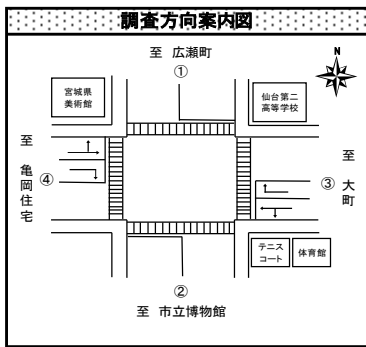 調査方向案内図
至 広瀬町
①
N
宮城県
美術館
仙台第二
高等学校
至 亀岡住宅
④
③
至 大町
テニス
コート
体育館
②
至 市立博物館